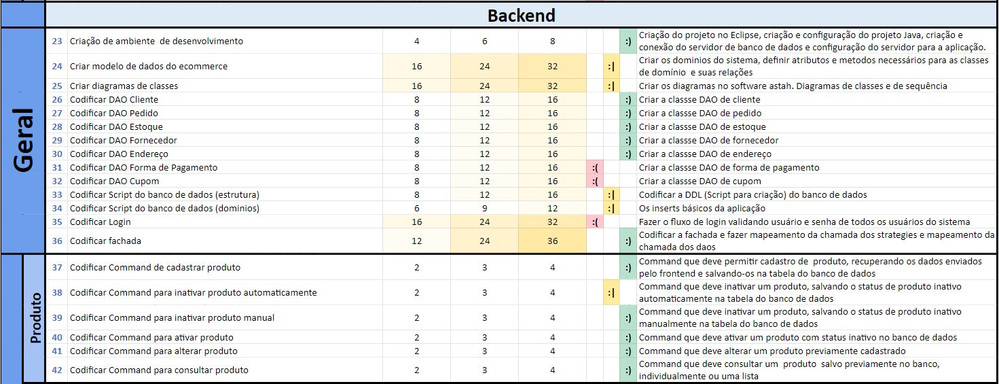 Backend
Geral
23 Criação de ambiente de desenvolvimento 4 6 8 :) Criação do projeto no Eclipse, criação e configuração do projeto Java, criação e
conexão do servidor de banco de dados e configuração do servidor para a aplicação.
24 Criar modelo de dados do ecommerce 16 24 32 :| Criar os dominios do sistema, definir atributos e metodos necessários para as classes
de domínio e suas relações
25 Criar diagramas de classes 16 24 32 :| Criar os diagramas no software astah. Diagramas de classes e de sequência
26 Codificar DAO Cliente 8 12 16 :) Criar a classse DAO de cliente
27 Codificar DAO Pedido 8 12 16 :) Criar a classse DAO de pedido
28 Codificar DAO Estoque 8 12 16 :) Criar a classse DAO de estoque
29 Codificar DAO Fornecedor 8 12 16 :) Criar a classse DAO de fornecedor
30 Codificar DAO Endereço 8 12 16 :) Criar a classse DAO de endereço
31 Codificar DAO Forma de Pagamento 8 12 16 :( Criar a classse DAO de forma de pagamento
32 Codificar DAO Cupom 8 12 16 :( Criar a classse DAO de cupom
33 Codificar Script do banco de dados (estrutura) 8 12 16 :| Codificar a DDL (Script para criação) do banco de dados
34 Codificar Script do banco de dados (dominios) 6 9 12 :| Os inserts básicos da aplicação
35 Codificar Login 16 24 32 :( Fazer o fluxo de login validando usuário e senha de todos os usuários do sistema
36 Codificar fachada 12 24 36 :) Codificar a fachada e fazer mapeamento da chamada dos strategies e mapeamento da
chamada dos daos
Produto
37 Codificar Command de cadastrar produto 2 3 4 :) Command que deve permitir cadastro de produto, recuperando os dados enviados
pelo frontend e salvando-os na tabela do banco de dados
38 Codificar Command para inativar produto automaticamente 2 3 4 :| Command que deve inativar um produto, salvando o status de produto inativo
automaticamente na tabela do banco de dados
39 Codificar Command para inativar produto manual 2 3 4 :) Command que deve inativar um produto, salvando o status de produto inativo
manualmente na tabela do banco de dados
40 Codificar Command para ativar produto 2 3 4 :) Command que deve ativar um produto com status inativo no banco de dados
41 Codificar Command para alterar produto 2 3 4 :) Command que deve alterar um produto previamente cadastrado
42 Codificar Command para consultar produto 2 3 4 :) Command que deve consultar um produto salvo previamente no banco,
individualmente ou uma lista